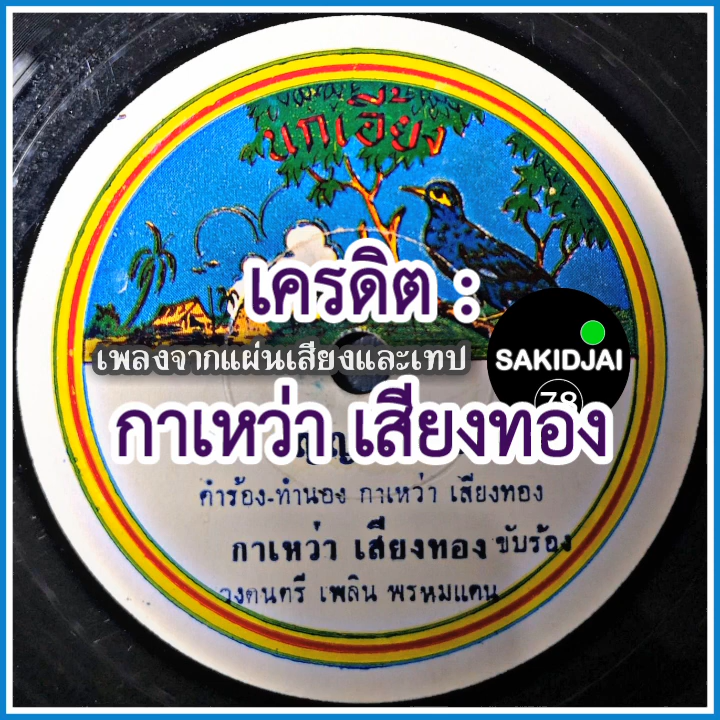 นกเอี้ยง
เครดิต :
เพลงจากแผ่นเสียงและเทป
SAKIDJAI
78
กาเหว่า เสียงทอง
คำร้อง-ทำนอง กาเหว่า เสียงทอง
กาเหว่า เสียงทอง ขับร้อง
วงดนตรี เพลิน พรหมแดน